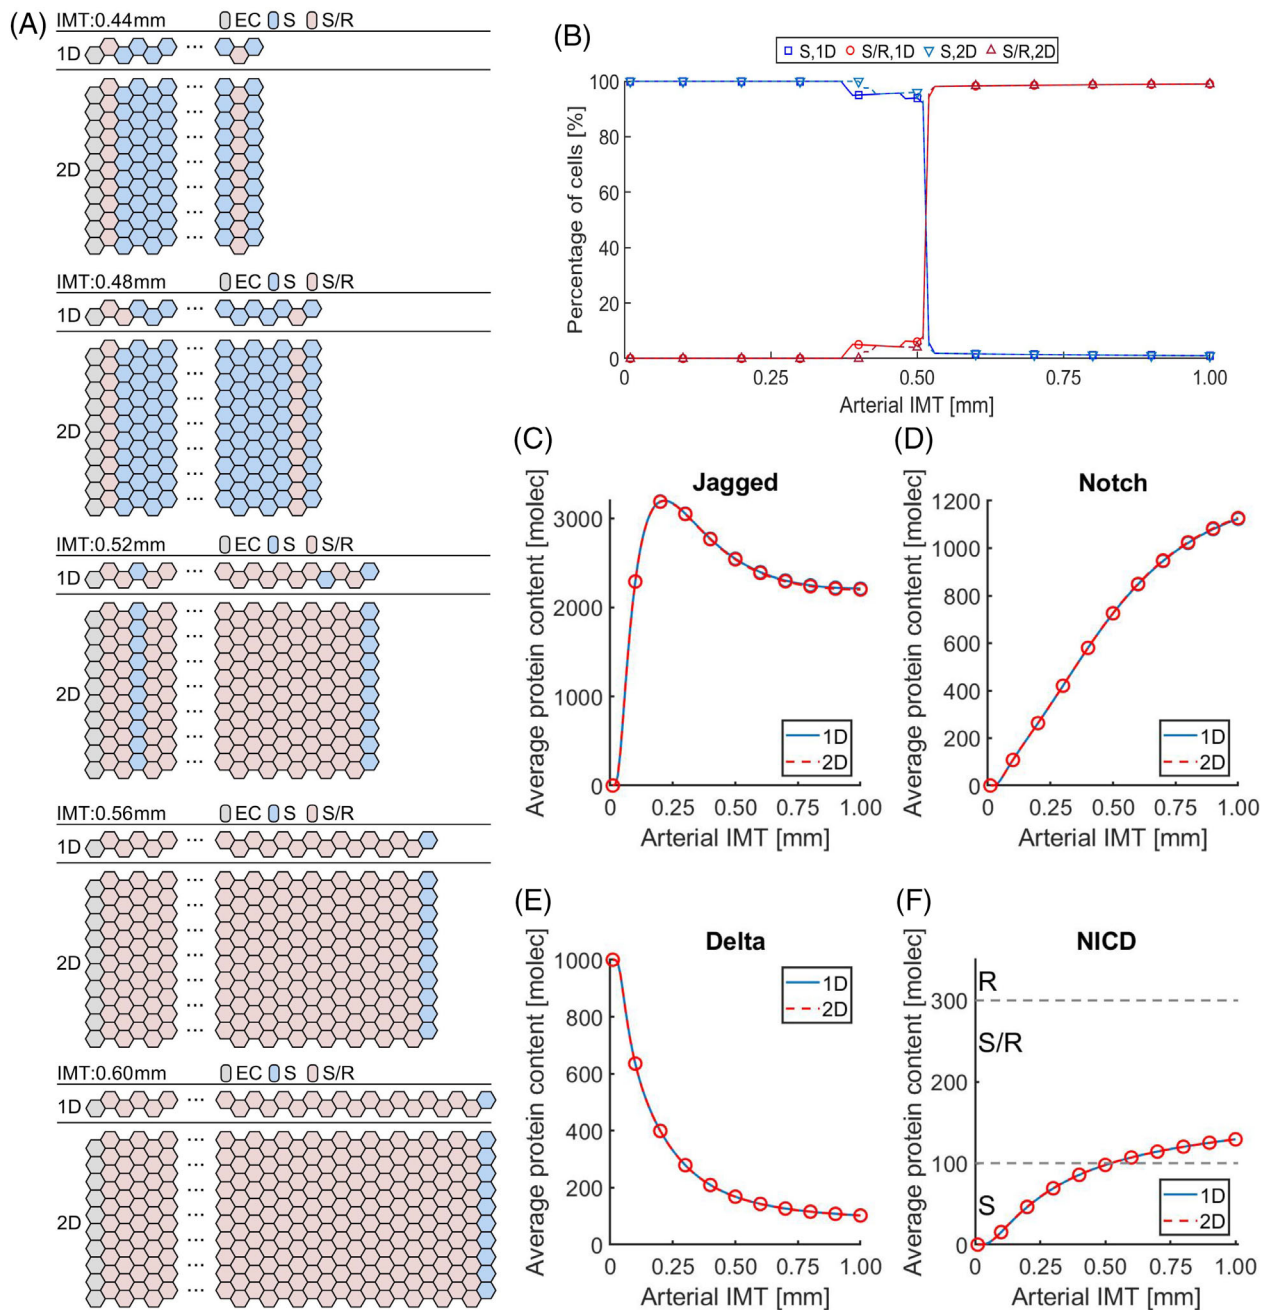 (A)
IMT:0.44mm EC S S/R
1D
...
2D
...
...
...
...
IMT:0.48mm EC S S/R
1D
...
2D
...
...
...
...
IMT:0.52mm EC S S/R
1D
...
2D
...
...
...
...
IMT:0.56mm EC S S/R
1D
...
2D
...
...
...
...
IMT:0.60mm EC S S/R
1D
...
2D
...
...
...
...
(B)
S,1D S/R,1D S,2D S/R,2D
Percentage of cells [%]
100
80
60
40
20
0
0 0.25 0.50 0.75 1.00
Arterial IMT [mm]
(C)
Jagged
Average protein content [molec]
3000
2000
1000
0
1D
2D
0 0.25 0.50 0.75 1.00
Arterial IMT [mm]
(D)
Notch
Average protein content [molec]
1200
1000
800
600
400
200
0
1D
2D
0 0.25 0.50 0.75 1.00
Arterial IMT [mm]
(E)
Delta
Average protein content [molec]
1000
800
600
400
200
0
1D
2D
0 0.25 0.50 0.75 1.00
Arterial IMT [mm]
(F)
NICD
Average protein content [molec]
R
300
S/R
200
100
S
0
1D
2D
0 0.25 0.50 0.75 1.00
Arterial IMT [mm]